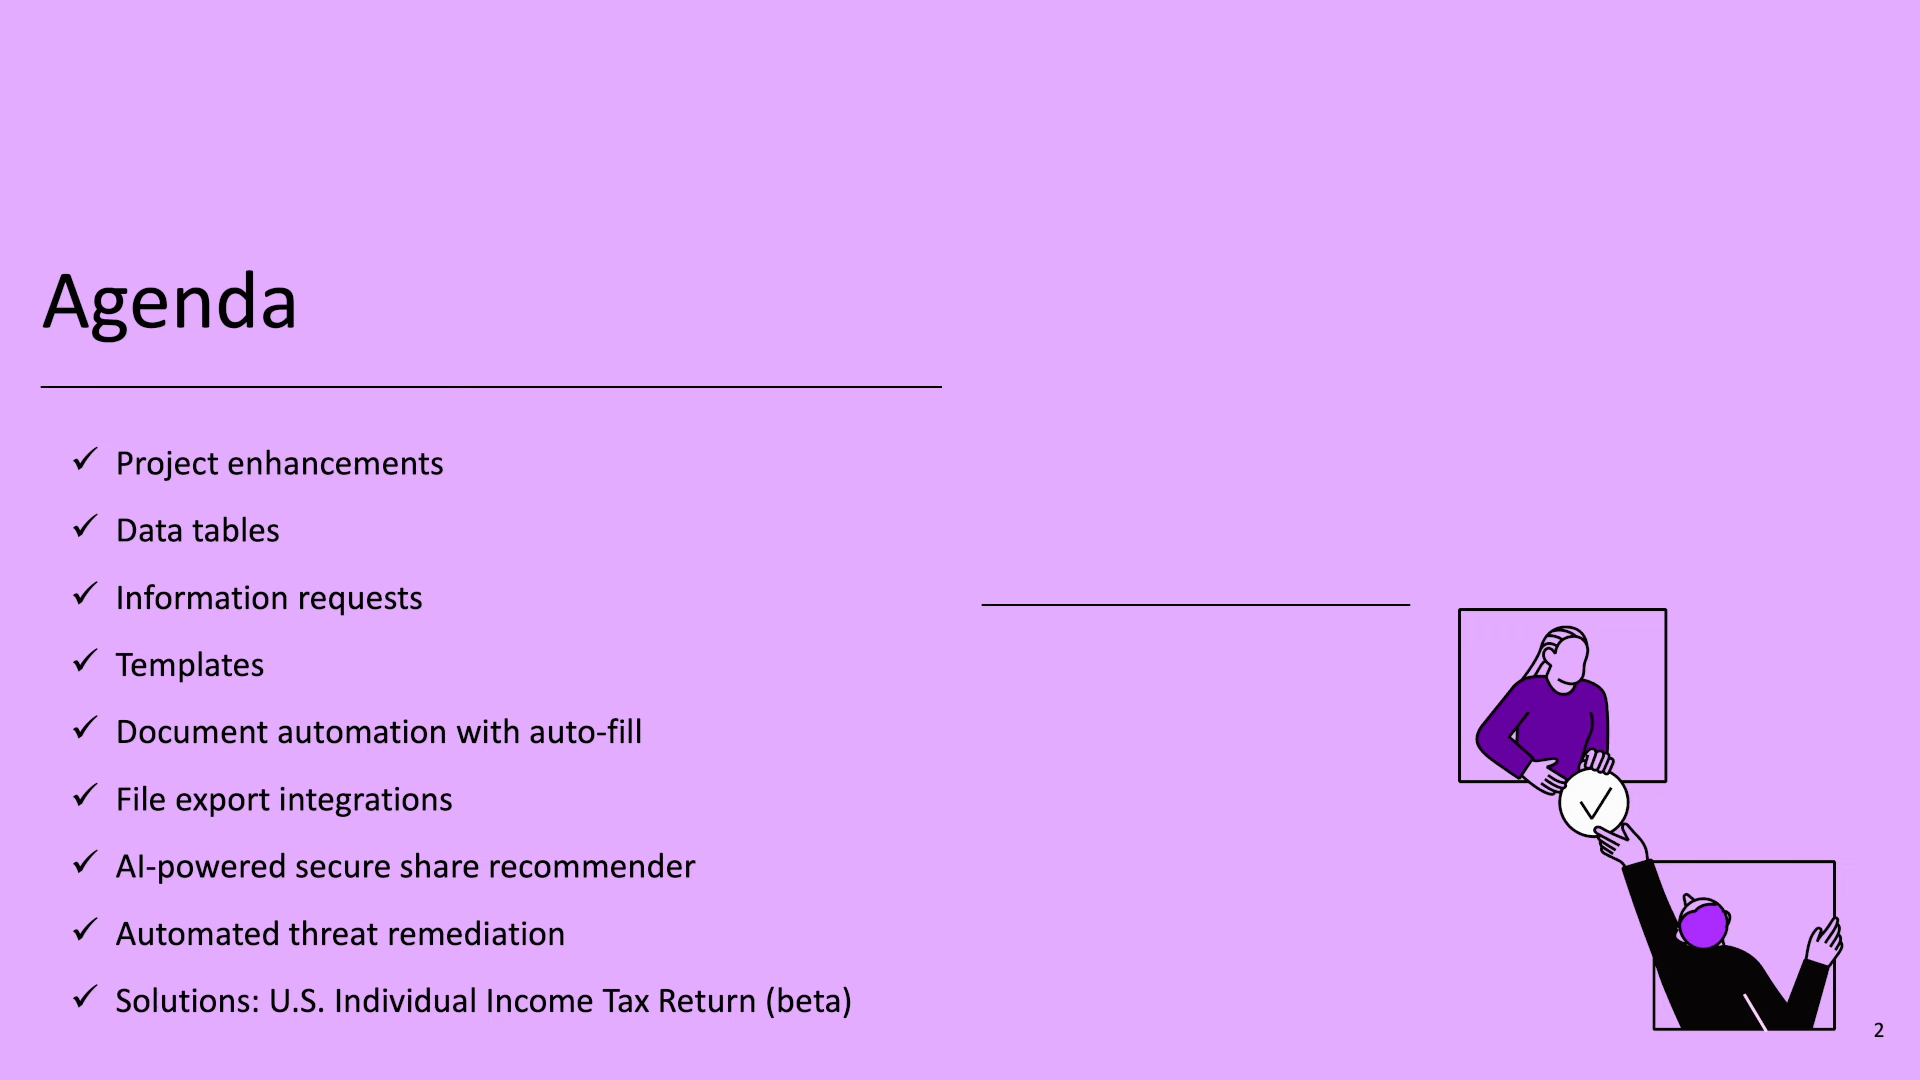 Agenda
✓ Project enhancements
✓ Data tables
✓ Information requests
✓ Templates
✓ Document automation with auto-fill
✓ File export integrations
✓ AI-powered secure share recommender
✓ Automated threat remediation
✓ Solutions: U.S. Individual Income Tax Return (beta)
2